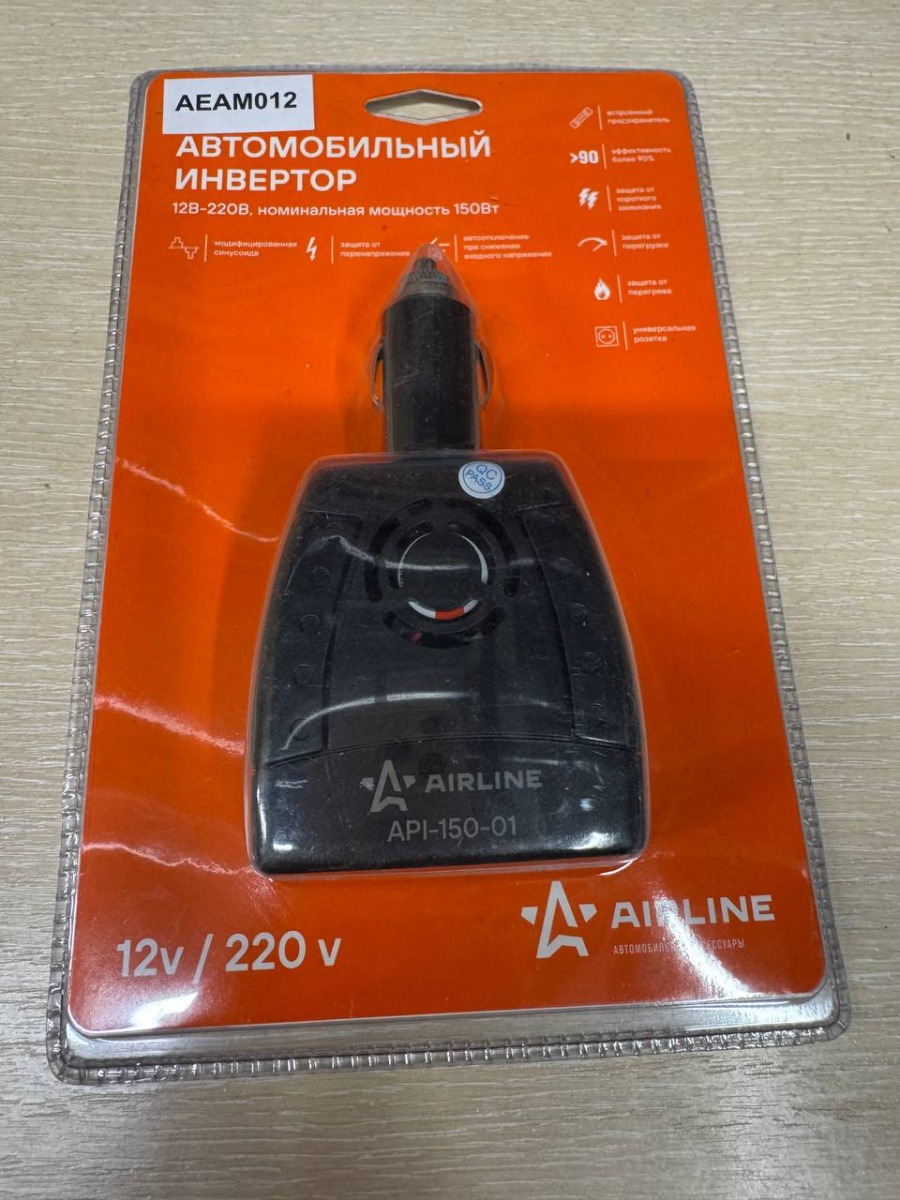 AEAM012
АВТОМОБИЛЬНЫЙ
ИНВЕРТОР
12В-220В, номинальная мощность 150Вт
модифицированная
синусоида
защита от
перенапряжения
автоотключение
при снижении
входного напряжения
встроенный
предохранитель
>90
эффективность
более 90%
защита от
короткого
замыкания
защита от
перегрузки
защита от
перегрева
универсальная
розетка
QC
PASS
AIRLINE
API-150-01
12v / 220 v
AIRLINE
АВТОМОБИЛЬНЫЕ АКСЕССУАРЫ